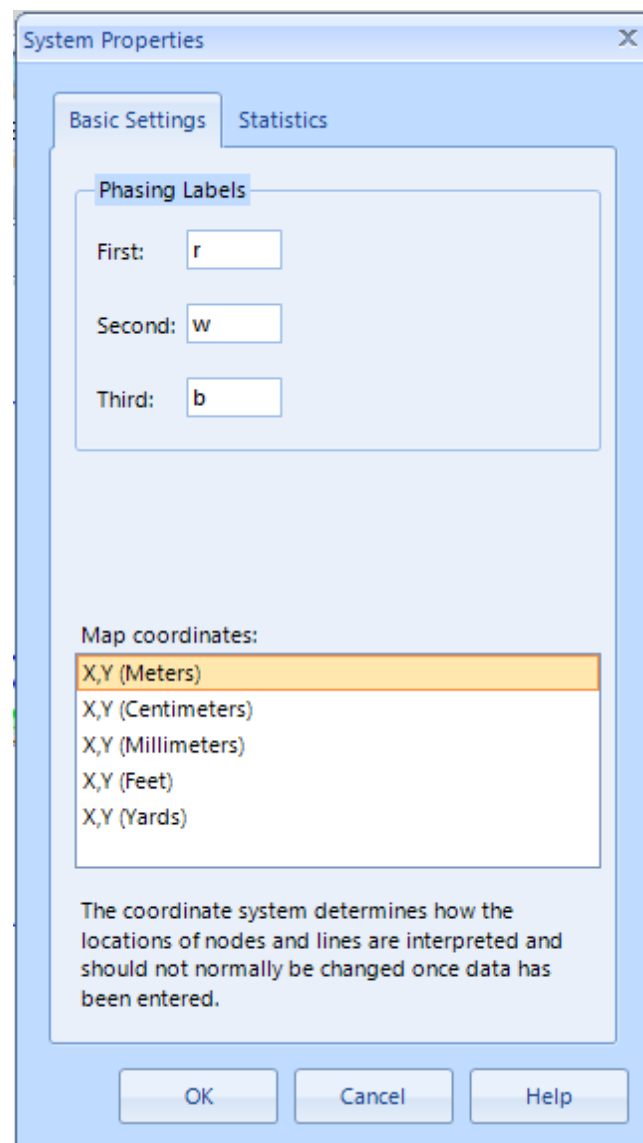 System Properties
Basic Settings Statistics
Phasing Labels
First: r
Second: w
Third: b
Map coordinates:
X,Y (Meters)
X,Y (Centimeters)
X,Y (Millimeters)
X,Y (Feet)
X,Y (Yards)
The coordinate system determines how the
locations of nodes and lines are interpreted and
should not normally be changed once data has
been entered.
OK Cancel Help